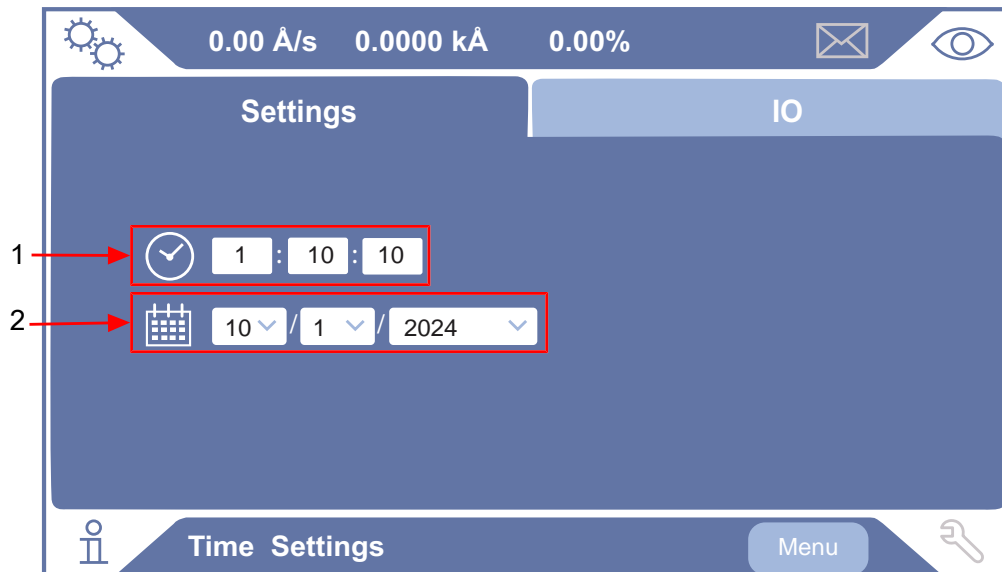 0.00 Å/s 0.0000 kÅ 0.00%
Settings IO
1 1 : 10 : 10
2 10 / 1 / 2024
Time Settings Menu